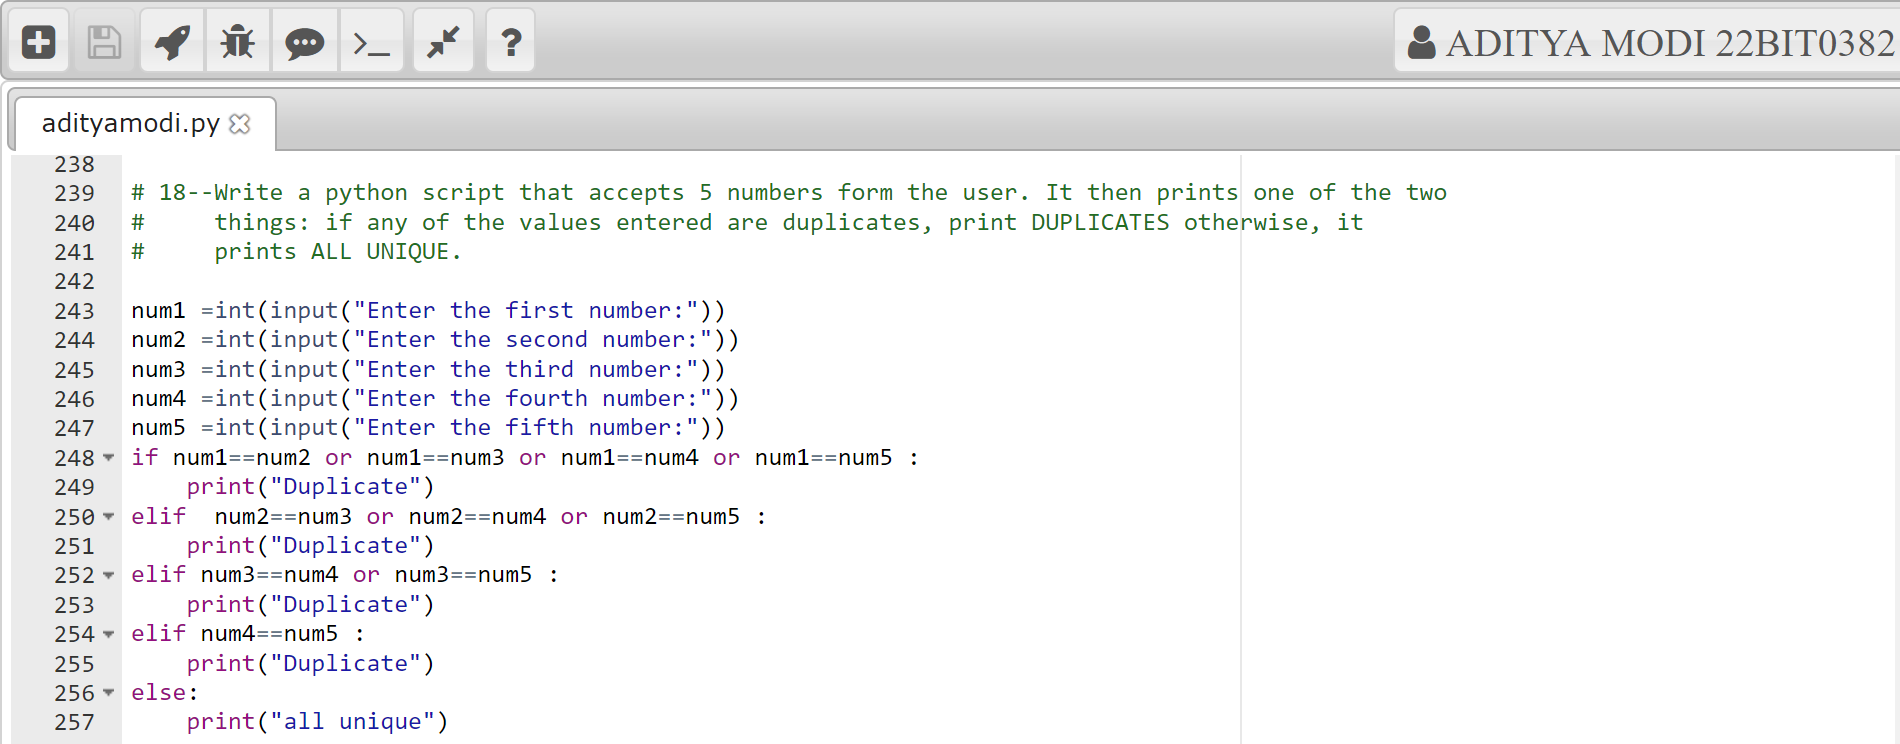 ADITYA MODI 22BIT0382
adityamodi.py
238
239 # 18--Write a python script that accepts 5 numbers form the user. It then prints one of the two
240 #     things: if any of the values entered are duplicates, print DUPLICATES otherwise, it
241 #     prints ALL UNIQUE.
242
243 num1 =int(input("Enter the first number:"))
244 num2 =int(input("Enter the second number:"))
245 num3 =int(input("Enter the third number:"))
246 num4 =int(input("Enter the fourth number:"))
247 num5 =int(input("Enter the fifth number:"))
248 if num1==num2 or num1==num3 or num1==num4 or num1==num5 :
249     print("Duplicate")
250 elif  num2==num3 or num2==num4 or num2==num5 :
251     print("Duplicate")
252 elif num3==num4 or num3==num5 :
253     print("Duplicate")
254 elif num4==num5 :
255     print("Duplicate")
256 else:
257     print("all unique")